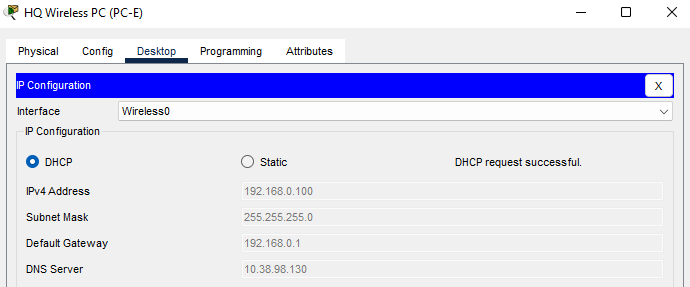 HQ Wireless PC (PC-E)
Physical Config Desktop Programming Attributes
IP Configuration X
Interface Wireless0
IP Configuration
DHCP Static DHCP request successful.
IPv4 Address 192.168.0.100
Subnet Mask 255.255.255.0
Default Gateway 192.168.0.1
DNS Server 10.38.98.130